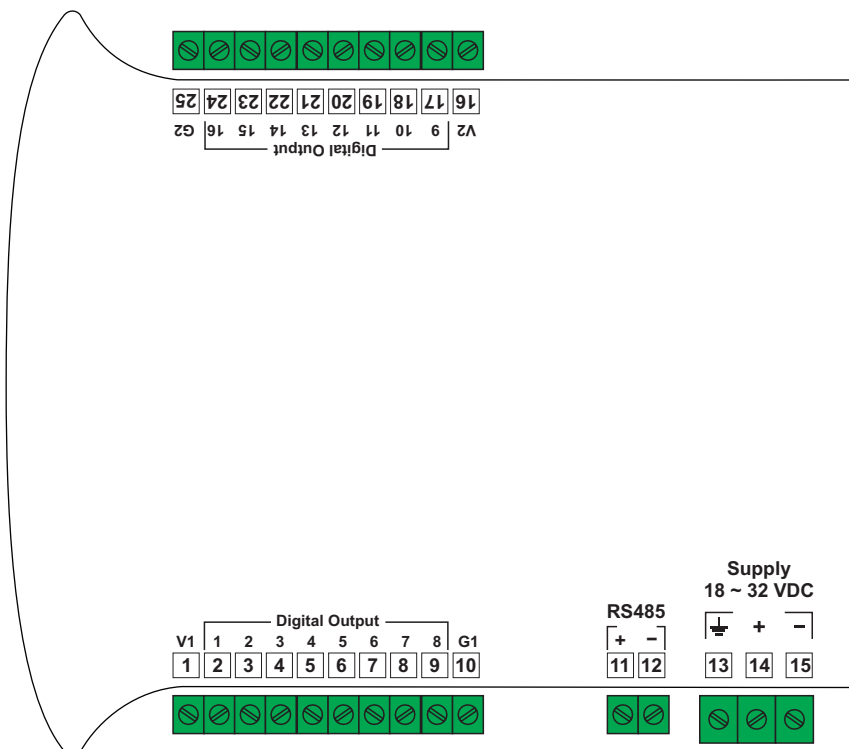 25 24 23 22 21 20 19 18 17 16
G2 16 15 14 13 12 11 10 9 V2
Digital Output
Supply
18 ~ 32 VDC
RS485
+ −
+ −
Digital Output
V1 1 2 3 4 5 6 7 8 G1
1 2 3 4 5 6 7 8 9 10
11 12
13 14 15